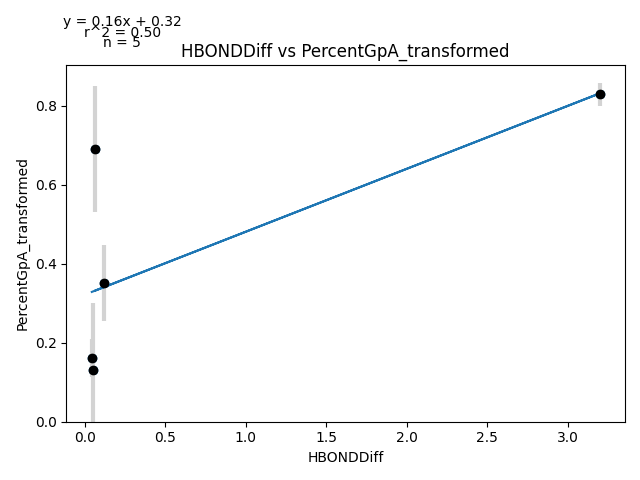 y = 0.16x + 0.32
r^2 = 0.50
n = 5
HBONDDiff vs PercentGpA_transformed
PercentGpA_transformed
0.8
0.6
0.4
0.2
0.0
0.0 0.5 1.0 1.5 2.0 2.5 3.0
HBONDDiff